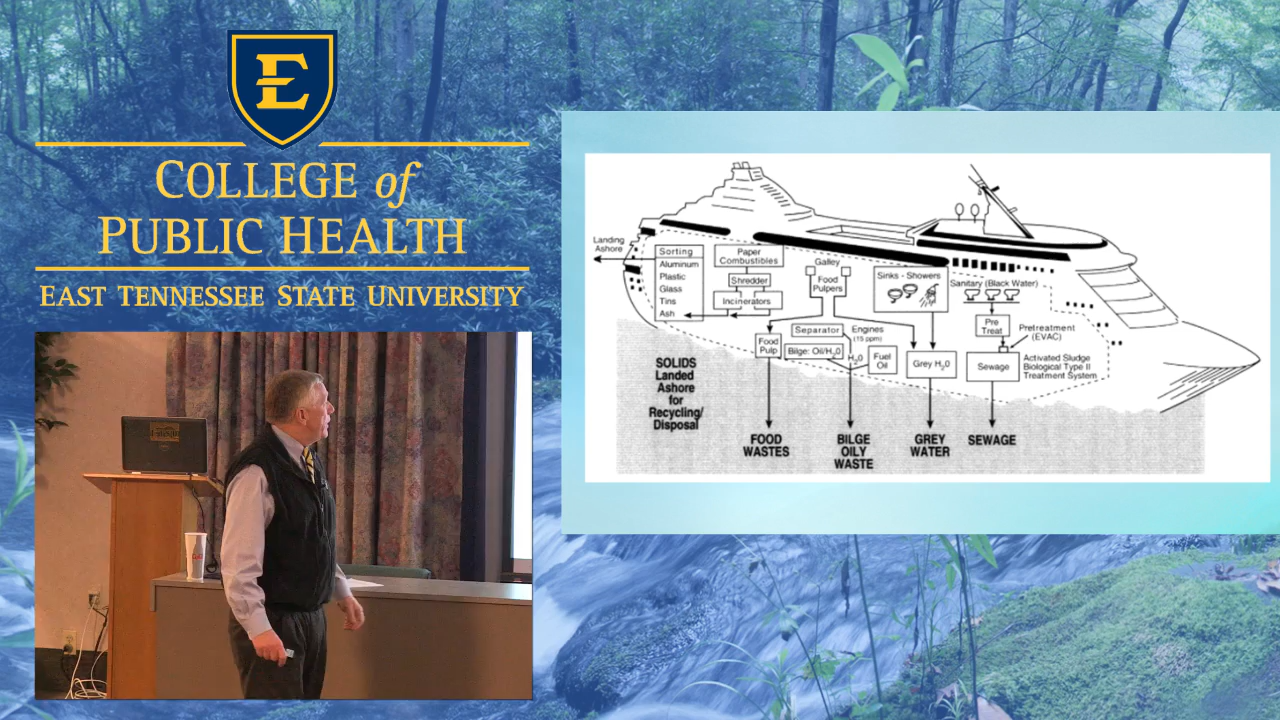 E
COLLEGE of
PUBLIC HEALTH
EAST TENNESSEE STATE UNIVERSITY
Landing
Ashore
Sorting
Aluminum
Plastic
Glass
Tins
Ash
Paper
Combustibles
Shredder
Incinerators
Galley
Food
Pulpers
Sinks - Showers
Sanitary (Black Water)
Food
Pulp
Separator
Bilge: Oil/H20
Engines
(15 ppm)
H20
Fuel
Oil
Grey H20
Pre
Treat
Pretreatment
(EVAC)
Sewage
Activated Sludge
Biological Type II
Treatment System
SOLIDS
Landed
Ashore
for
Recycling/
Disposal
FOOD
WASTES
BILGE
OILY
WASTE
GREY
WATER
SEWAGE